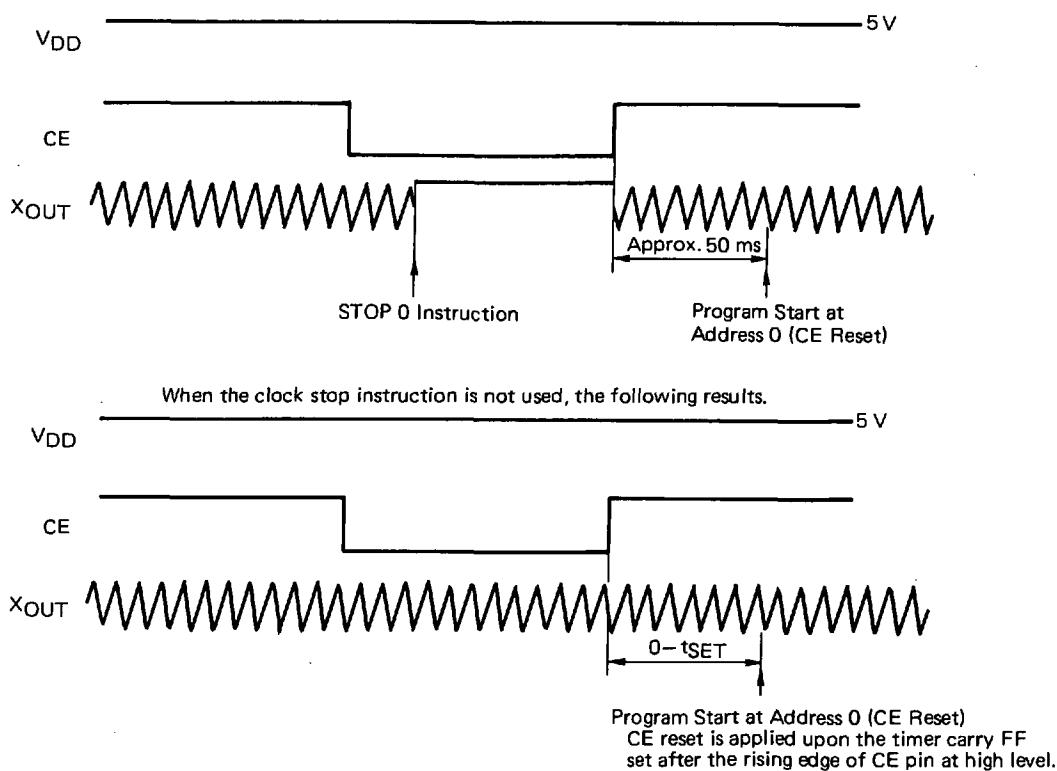 VDD
5 V
CE
XOUT
Approx. 50 ms
STOP 0 Instruction
Program Start at
Address 0 (CE Reset)
When the clock stop instruction is not used, the following results.
VDD
5 V
CE
XOUT
0–tSET
Program Start at Address 0 (CE Reset)
CE reset is applied upon the timer carry FF
set after the rising edge of CE pin at high level.